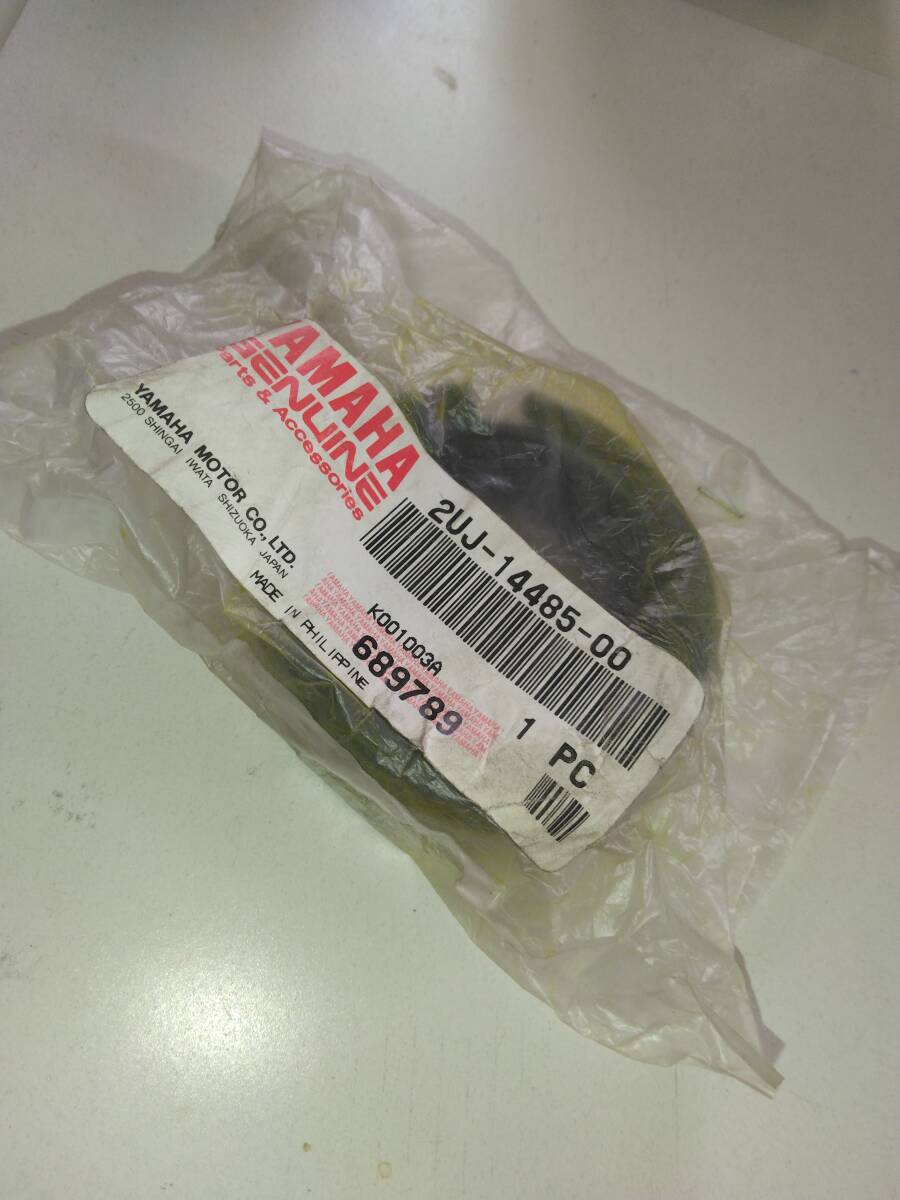 YAMAHA
GENUINE
Parts & Accessories
YAMAHA MOTOR CO., LTD.
2500 SHINGAI IWATA SHIZUOKA JAPAN
MADE IN PHILIPPINE
2UJ-14485-00
K001003A
689789
1 PC